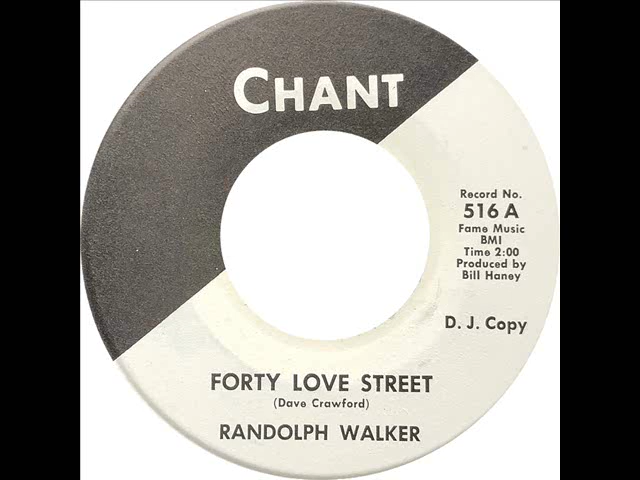 CHANT
Record No.
516 A
Fame Music
BMI
Time 2:00
Produced by
Bill Haney
D. J. Copy
FORTY LOVE STREET
(Dave Crawford)
RANDOLPH WALKER